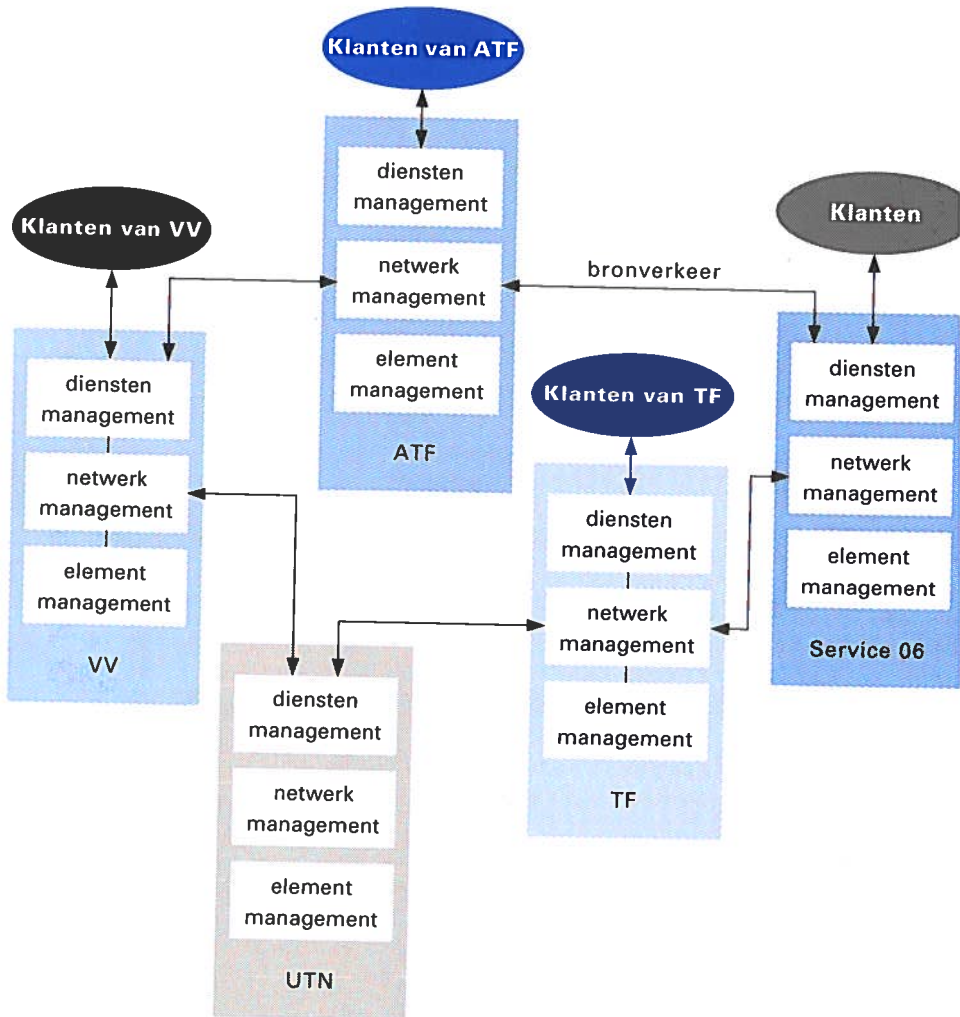 Klanten van ATF
diensten
management
netwerk
management
element
management
ATF
Klanten van VV
diensten
management
netwerk
management
element
management
VV
bronverkeer
Klanten
diensten
management
netwerk
management
element
management
Service 06
Klanten van TF
diensten
management
netwerk
management
element
management
TF
diensten
management
netwerk
management
element
management
UTN